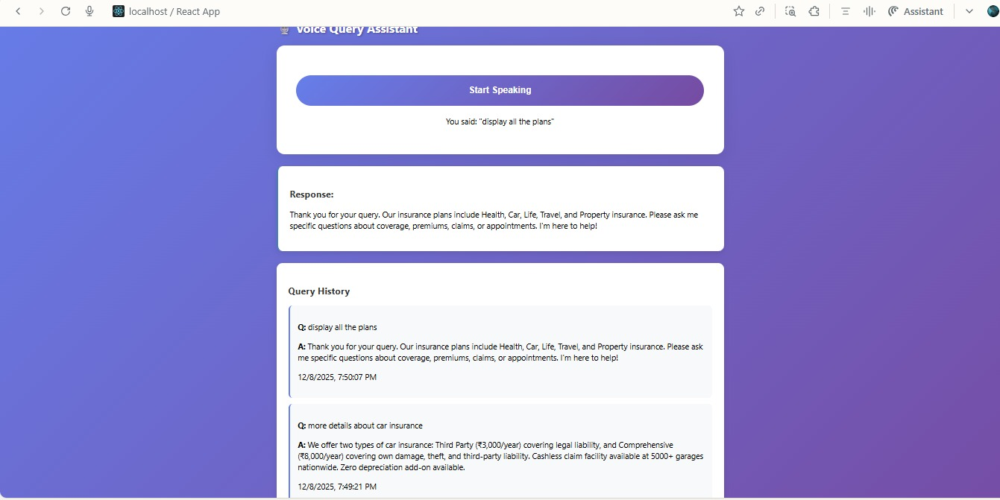 localhost / React App
Assistant
Voice Query Assistant
Start Speaking
You said: "display all the plans"
Response:
Thank you for your query. Our insurance plans include Health, Car, Life, Travel, and Property insurance. Please ask me
specific questions about coverage, premiums, claims, or appointments. I'm here to help!
Query History
Q: display all the plans
A: Thank you for your query. Our insurance plans include Health, Car, Life, Travel, and Property insurance. Please ask
me specific questions about coverage, premiums, claims, or appointments. I'm here to help!
12/8/2025, 7:50:07 PM
Q: more details about car insurance
A: We offer two types of car insurance: Third Party (₹3,000/year) covering legal liability, and Comprehensive
(₹8,000/year) covering own damage, theft, and third-party liability. Cashless claim facility available at 5000+ garages
nationwide. Zero depreciation add-on available.
12/8/2025, 7:49:21 PM